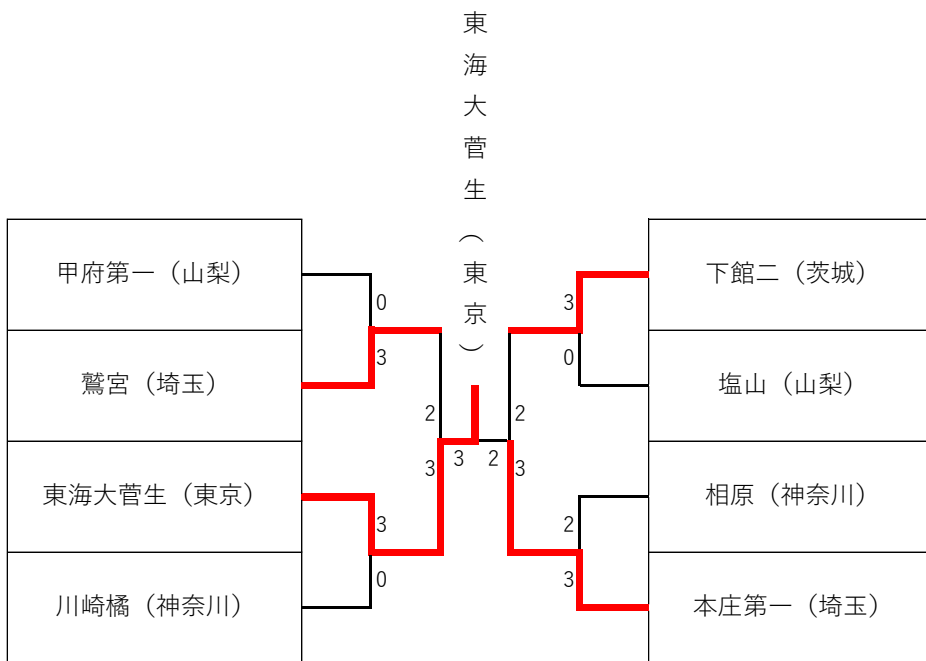 東海大菅生（東京）
甲府第一（山梨）
鷲宮（埼玉）
東海大菅生（東京）
川崎橘（神奈川）
0
3
3
0
2
3
3
2
2
3
3
0
2
3
下館二（茨城）
塩山（山梨）
相原（神奈川）
本庄第一（埼玉）